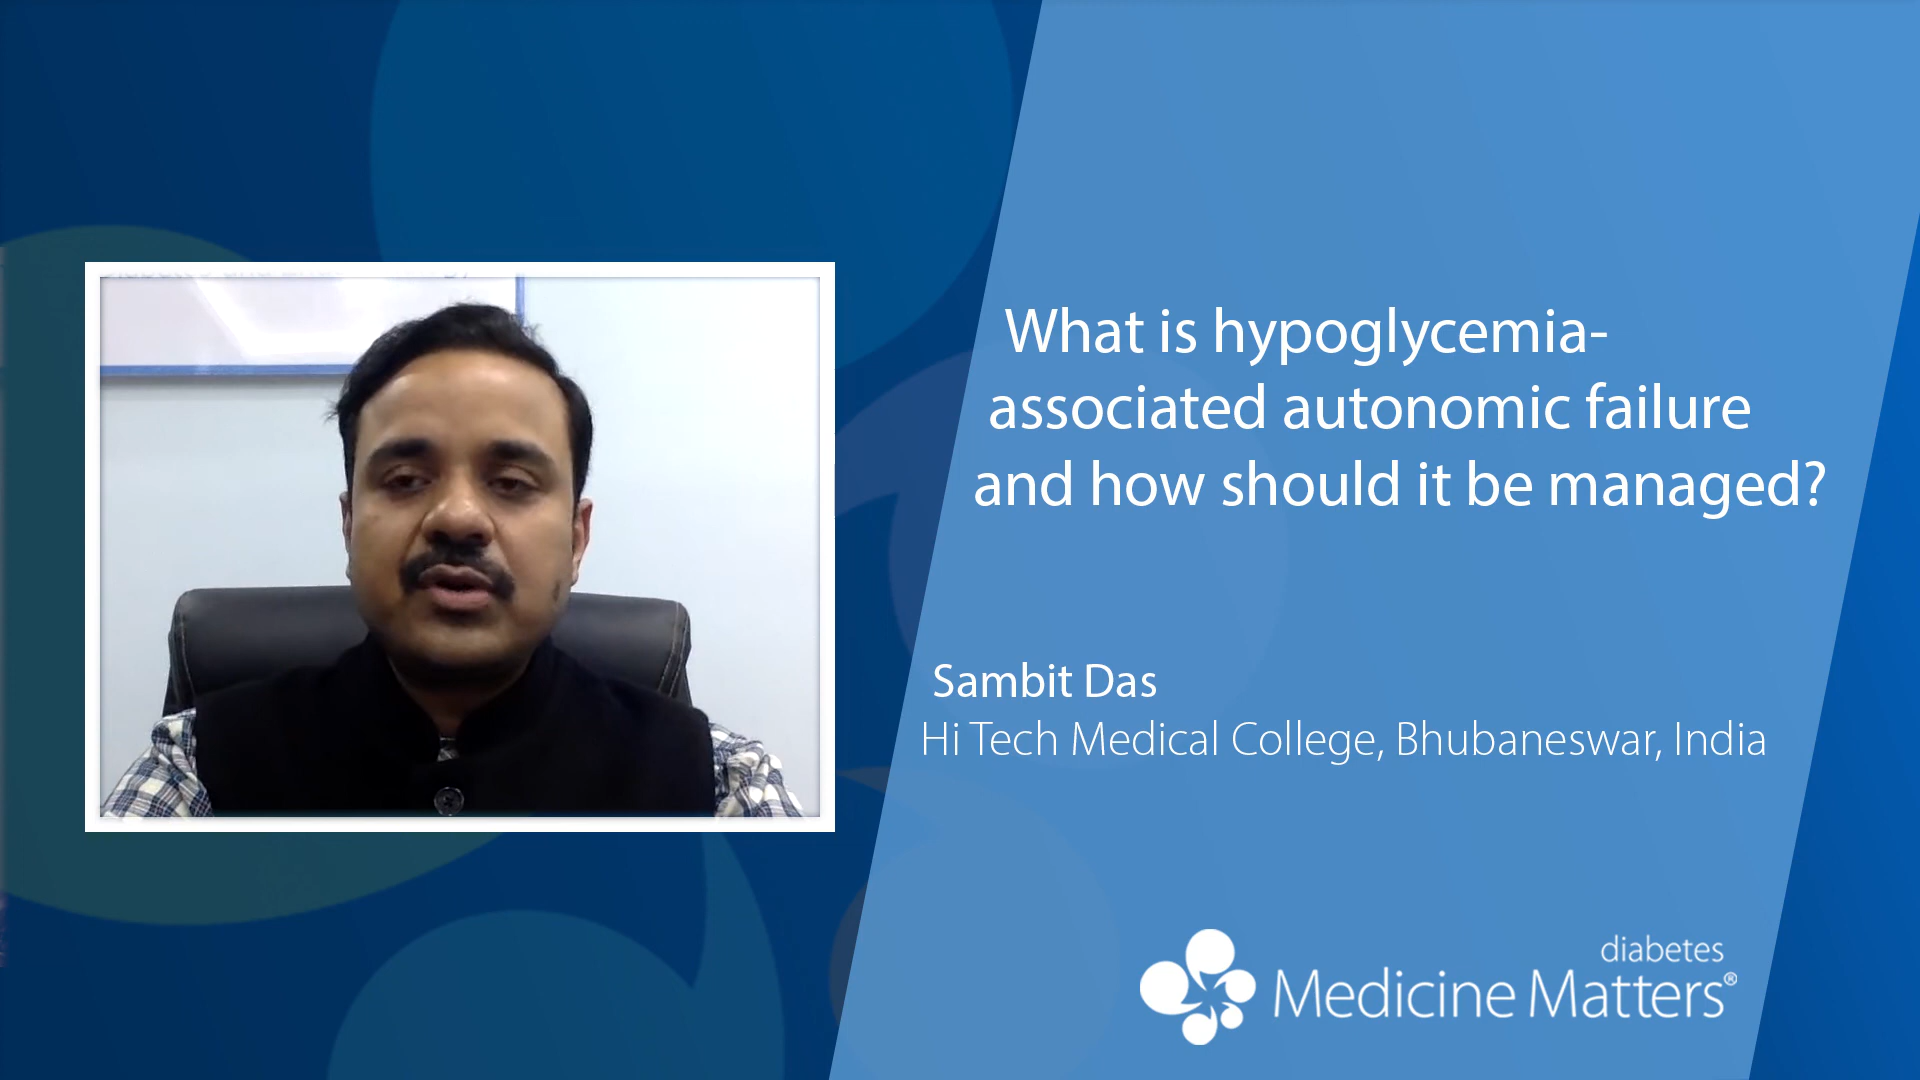 What is hypoglycemia-
associated autonomic failure
and how should it be managed?
Sambit Das
Hi Tech Medical College, Bhubaneswar, India
diabetes
Medicine Matters®